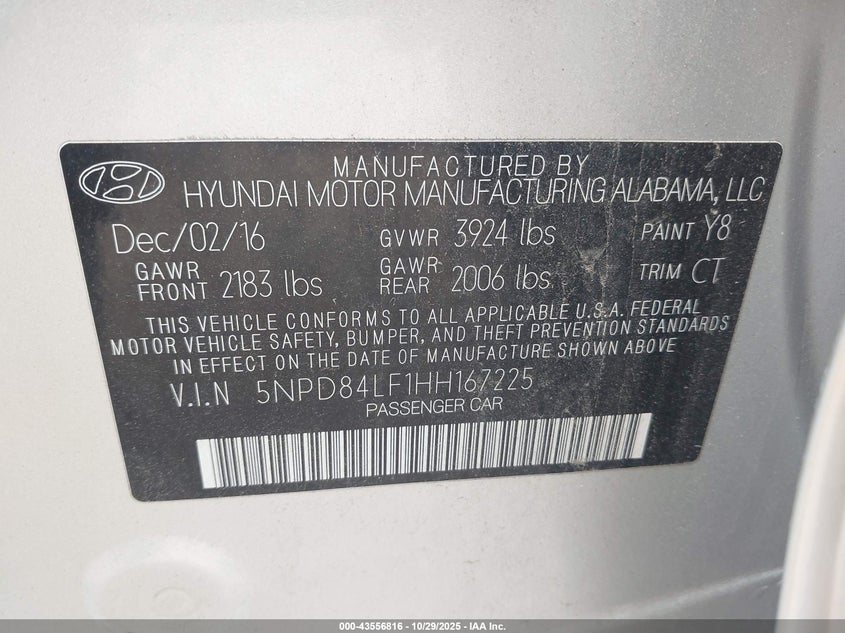 MANUFACTURED BY
HYUNDAI MOTOR MANUFACTURING ALABAMA, LLC
Dec/02/16 GVWR 3924 lbs PAINT Y8
GAWR FRONT 2183 lbs GAWR REAR 2006 lbs TRIM CT
THIS VEHICLE CONFORMS TO ALL APPLICABLE U.S.A. FEDERAL
MOTOR VEHICLE SAFETY, BUMPER, AND THEFT PREVENTION STANDARDS
IN EFFECT ON THE DATE OF MANUFACTURE SHOWN ABOVE.
V.I.N 5NPD84LF1HH167225
PASSENGER CAR
000-43556816 - 10/29/2025 - IAA Inc.